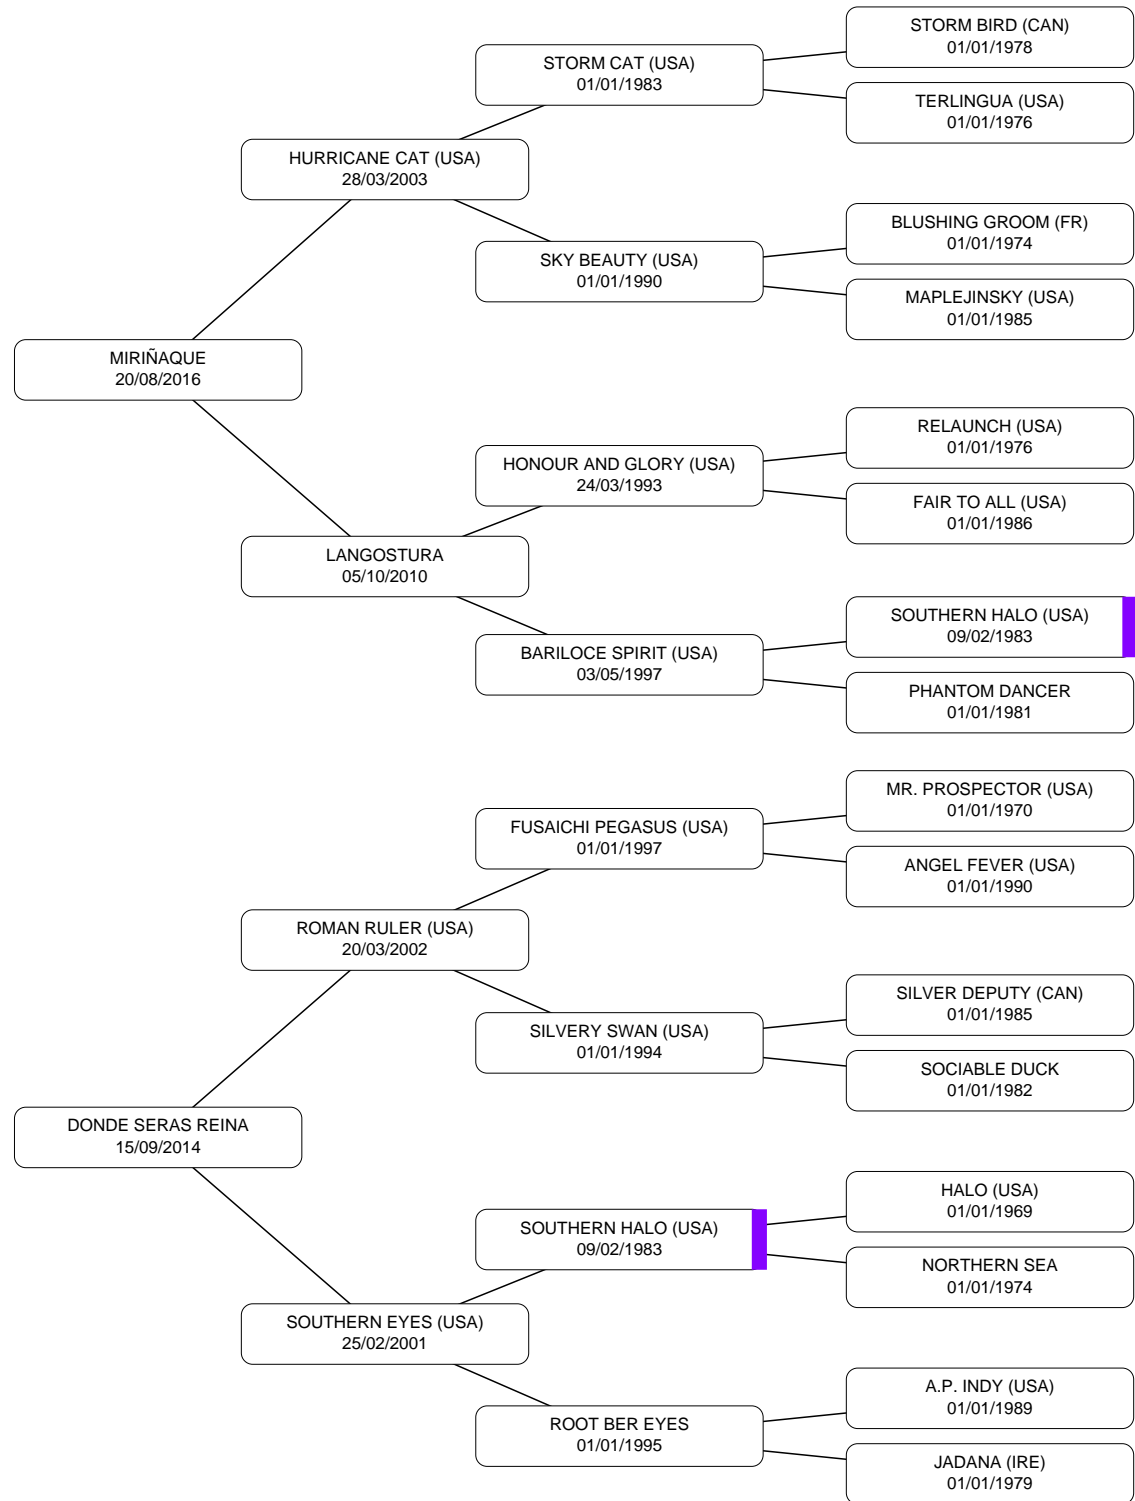 STORM BIRD (CAN)
01/01/1978
STORM CAT (USA)
01/01/1983
TERLINGUA (USA)
01/01/1976
HURRICANE CAT (USA)
28/03/2003
BLUSHING GROOM (FR)
01/01/1974
SKY BEAUTY (USA)
01/01/1990
MAPLEJINSKY (USA)
01/01/1985
MIRIÑAQUE
20/08/2016
RELAUNCH (USA)
01/01/1976
HONOUR AND GLORY (USA)
24/03/1993
FAIR TO ALL (USA)
01/01/1986
LANGOSTURA
05/10/2010
SOUTHERN HALO (USA)
09/02/1983
BARILOCE SPIRIT (USA)
03/05/1997
PHANTOM DANCER
01/01/1981
MR. PROSPECTOR (USA)
01/01/1970
FUSAICHI PEGASUS (USA)
01/01/1997
ANGEL FEVER (USA)
01/01/1990
ROMAN RULER (USA)
20/03/2002
SILVER DEPUTY (CAN)
01/01/1985
SILVERY SWAN (USA)
01/01/1994
SOCIABLE DUCK
01/01/1982
DONDE SERAS REINA
15/09/2014
HALO (USA)
01/01/1969
SOUTHERN HALO (USA)
09/02/1983
NORTHERN SEA
01/01/1974
SOUTHERN EYES (USA)
25/02/2001
A.P. INDY (USA)
01/01/1989
ROOT BER EYES
01/01/1995
JADANA (IRE)
01/01/1979